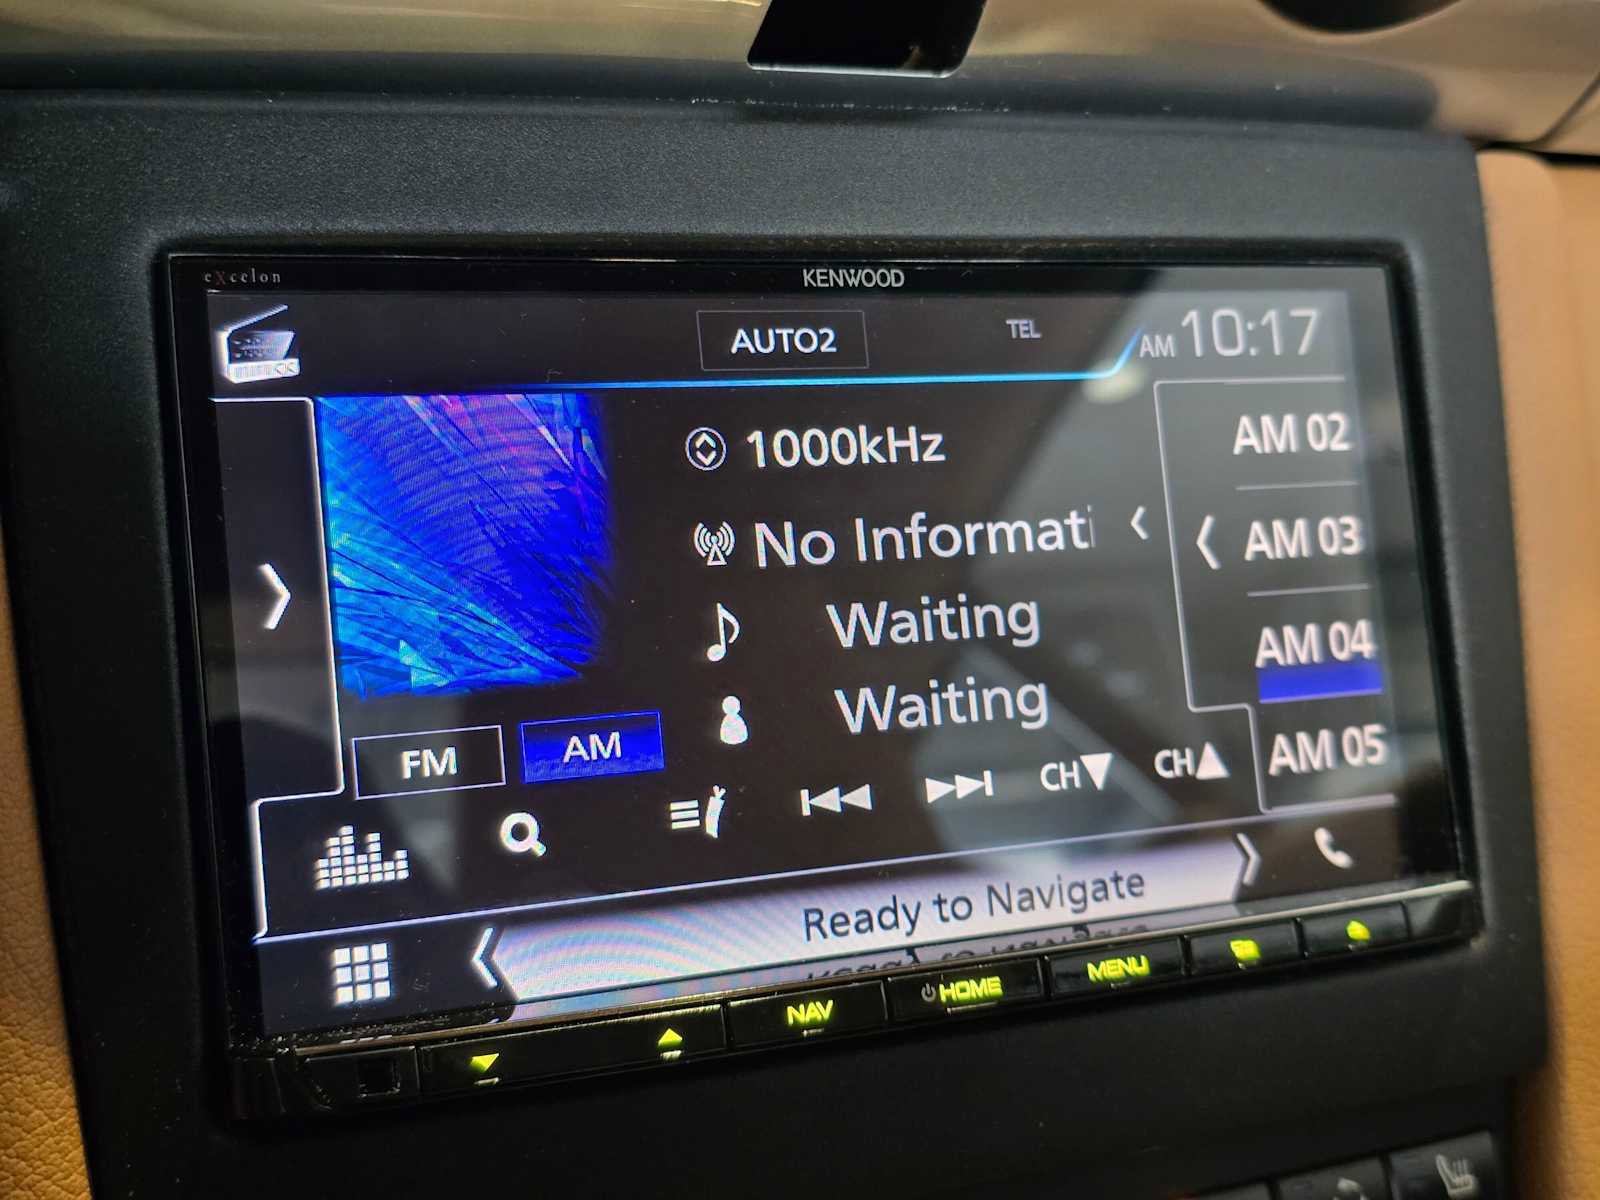 eXcelon
KENWOOD
AUTO2
TEL
AM 10:17
1000kHz
No Informati
Waiting
Waiting
AM 02
AM 03
AM 04
AM 05
FM
AM
CH
CH
Ready to Navigate
NAV
HOME
MENU